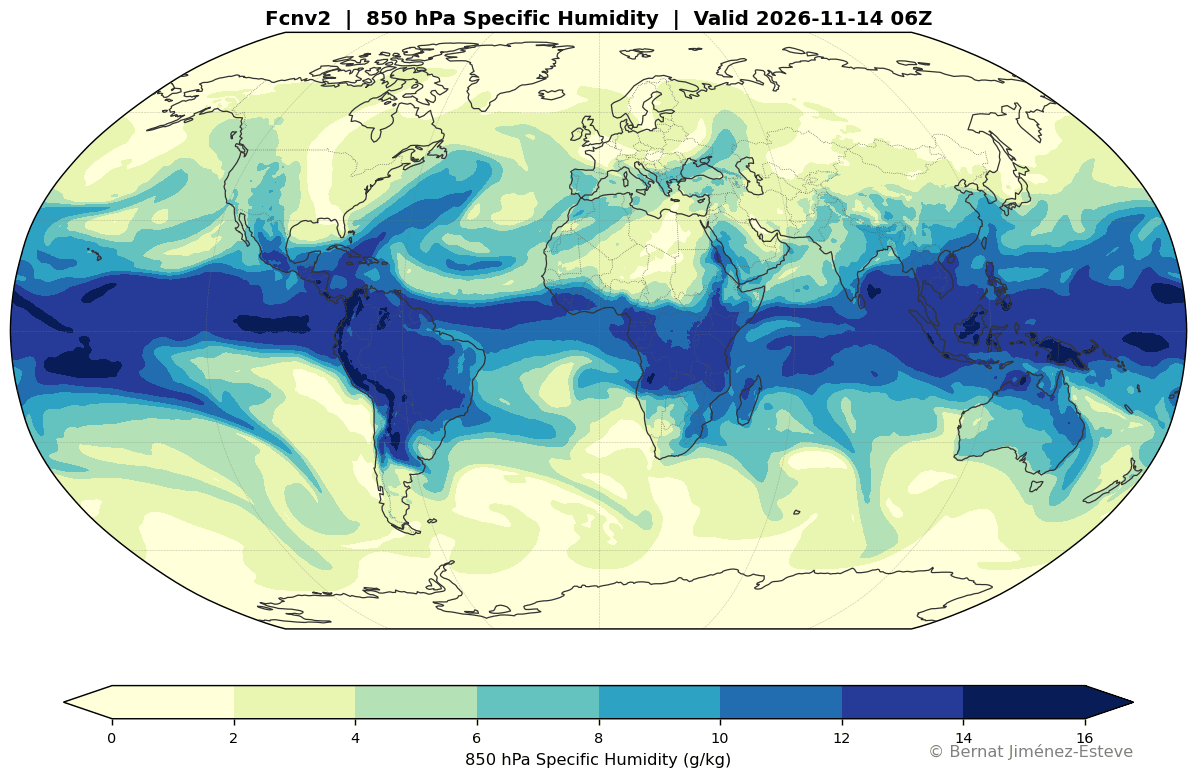 Fcnv2 | 850 hPa Specific Humidity | Valid 2026-11-14 06Z
0 2 4 6 8 10 12 14 16
850 hPa Specific Humidity (g/kg)
© Bernat Jiménez-Esteve